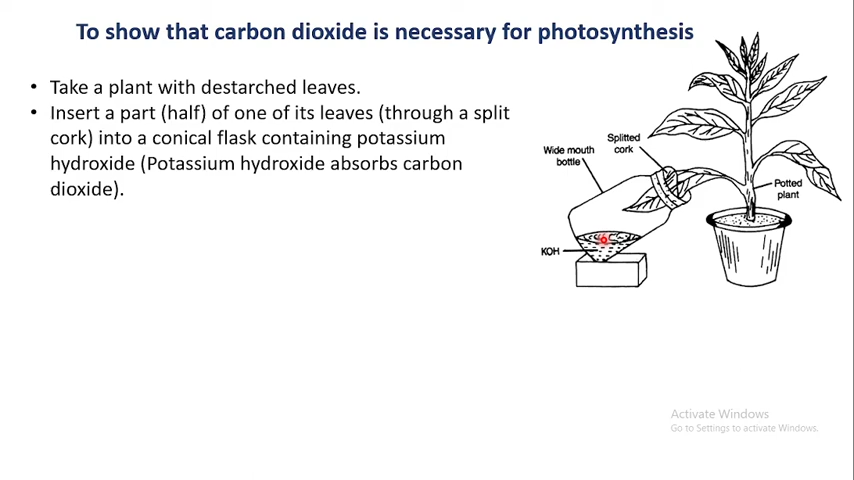 To show that carbon dioxide is necessary for photosynthesis
• Take a plant with destarched leaves.
• Insert a part (half) of one of its leaves (through a split
cork) into a conical flask containing potassium
hydroxide (Potassium hydroxide absorbs carbon
dioxide).
Splitted
cork
Wide mouth
bottle
Potted
plant
KOH
Activate Windows
Go to Settings to activate Windows.